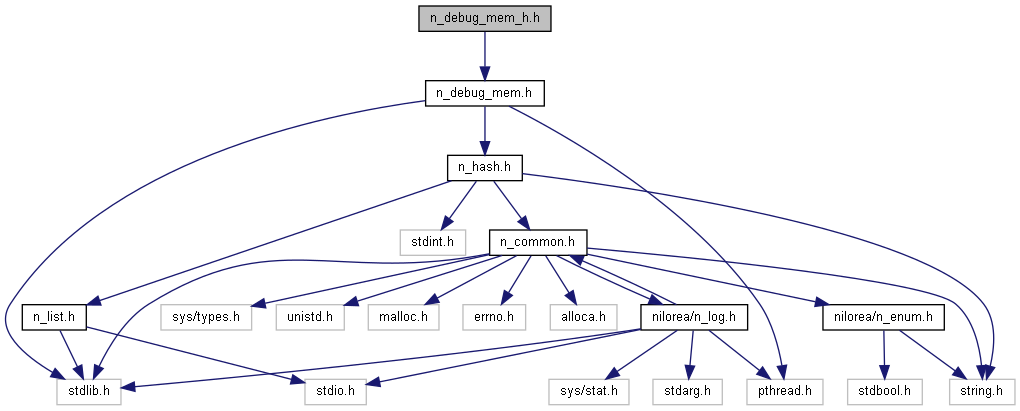 n_debug_mem_h.h
n_debug_mem.h
n_hash.h
stdint.h
n_common.h
n_list.h
sys/types.h
unistd.h
malloc.h
errno.h
alloca.h
nilorea/n_log.h
nilorea/n_enum.h
stdlib.h
stdio.h
sys/stat.h
stdarg.h
pthread.h
stdbool.h
string.h